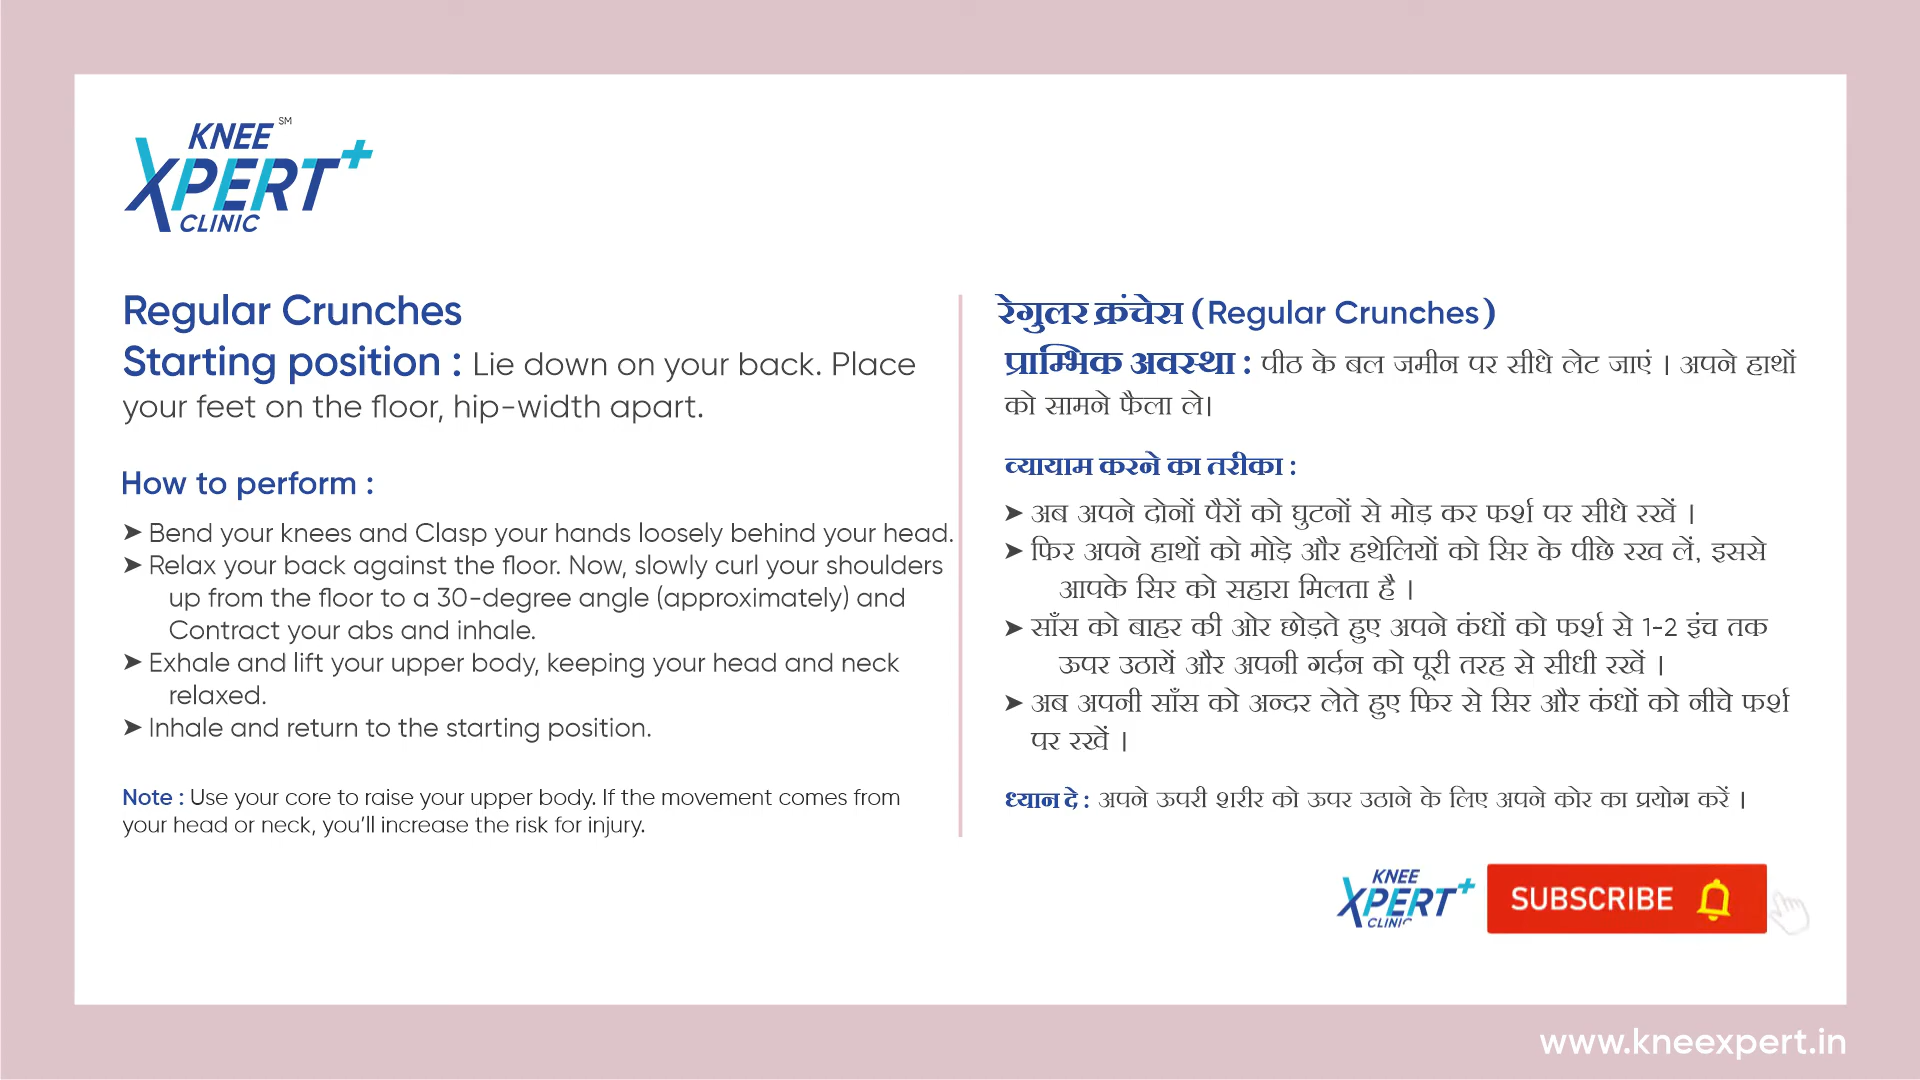 KNEE SM
XPERT+
CLINIC
Regular Crunches
Starting position : Lie down on your back. Place
your feet on the floor, hip-width apart.
How to perform :
➤ Bend your knees and Clasp your hands loosely behind your head.
➤ Relax your back against the floor. Now, slowly curl your shoulders
up from the floor to a 30-degree angle (approximately) and
Contract your abs and inhale.
➤ Exhale and lift your upper body, keeping your head and neck
relaxed.
➤ Inhale and return to the starting position.
Note : Use your core to raise your upper body. If the movement comes from
your head or neck, you'll increase the risk for injury.
रेगुलर क्रंचेस (Regular Crunches)
प्राम्भिक अवस्था : पीठ के बल जमीन पर सीधे लेट जाएं । अपने हाथों
को सामने फैला ले।
व्यायाम करने का तरीका :
➤ अब अपने दोनों पैरों को घुटनों से मोड़ कर फर्श पर सीधे रखें ।
➤ फिर अपने हाथों को मोड़े और हथेलियों को सिर के पीछे रख लें, इससे
आपके सिर को सहारा मिलता है ।
➤ साँस को बाहर की ओर छोड़ते हुए अपने कंधों को फर्श से 1-2 इंच तक
ऊपर उठायें और अपनी गर्दन को पूरी तरह से सीधी रखें ।
➤ अब अपनी साँस को अन्दर लेते हुए फिर से सिर और कंधों को नीचे फर्श
पर रखें ।
ध्यान दे : अपने ऊपरी शरीर को ऊपर उठाने के लिए अपने कोर का प्रयोग करें ।
KNEE
XPERT+
CLINIC
SUBSCRIBE
www.kneexpert.in